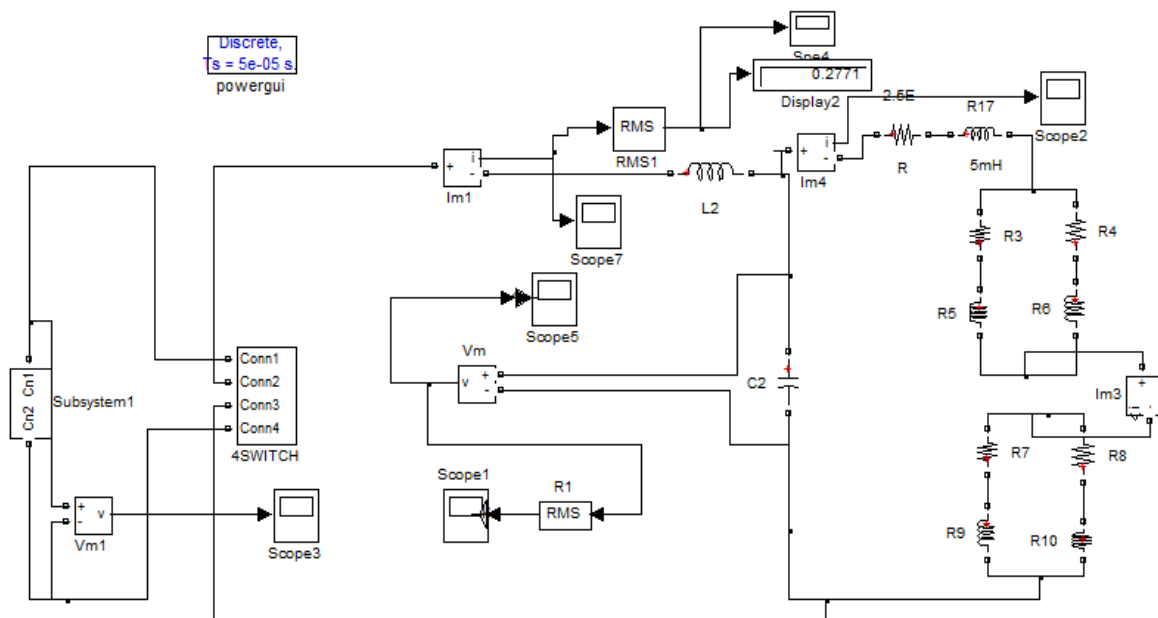 Discrete,
Ts = 5e-05 s.
powergui
Spe4
0.2771
Display2
2.5E
R17
Scope2
RMS
RMS1
i
+
-
Im1
+
i
-
Im4
R
5mH
L2
Scope7
R3
R4
R5
R6
Scope5
Vm
v
+
-
C2
+
i
-
Im3
Cn1
Cn2
Subsystem1
Conn1
Conn2
Conn3
Conn4
4SWITCH
R7
R8
Scope1
R1
RMS
+
-
v
Vm1
Scope3
R9
R10